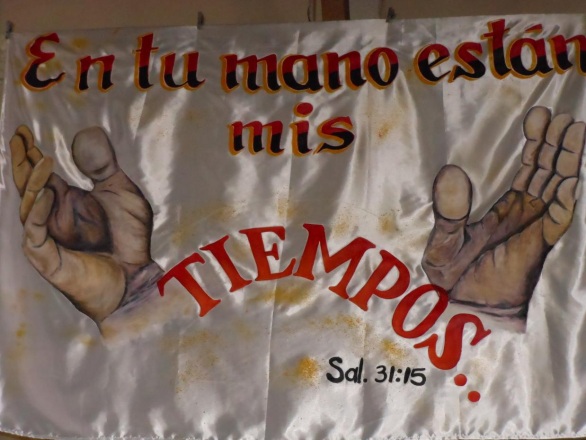 En tu mano están
mis
TIEMPOS...
Sal. 31:15